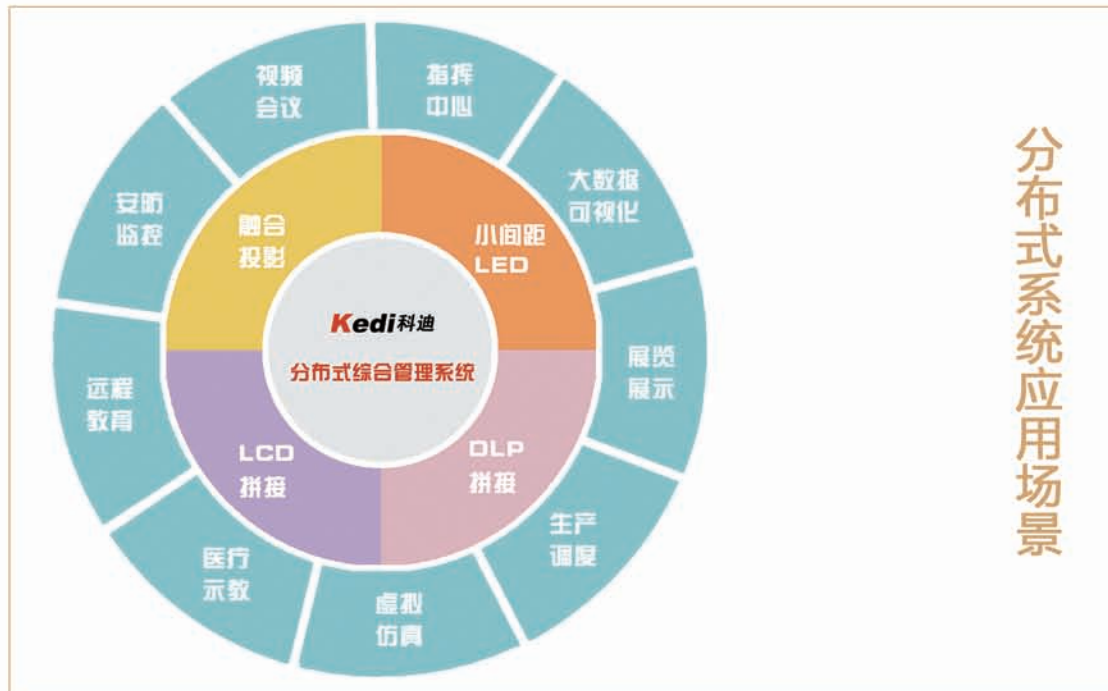 视频
会议
指挥
中心
大数据
可视化
安防
监控
融合
投影
小间距
LED
Kedi科迪
分布式综合管理系统
展览
展示
远程
教育
LCD
拼接
DLP
拼接
生产
调度
医疗
示教
虚拟
仿真
分布式系统应用场景